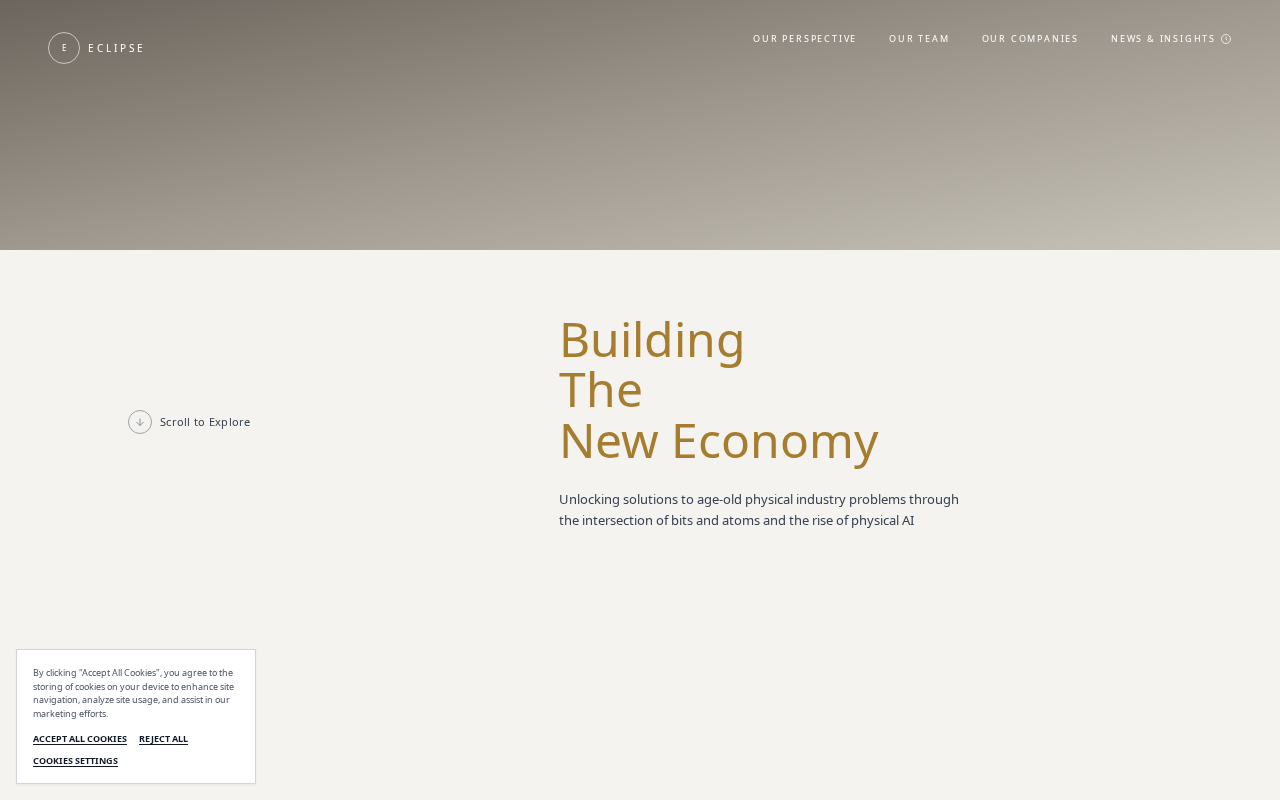 E
ECLIPSE
OUR PERSPECTIVE
OUR TEAM
OUR COMPANIES
NEWS & INSIGHTS
Building
The
New Economy
Scroll to Explore
Unlocking solutions to age-old physical industry problems through
the intersection of bits and atoms and the rise of physical AI
By clicking "Accept All Cookies", you agree to the
storing of cookies on your device to enhance site
navigation, analyze site usage, and assist in our
marketing efforts.
ACCEPT ALL COOKIES
REJECT ALL
COOKIES SETTINGS